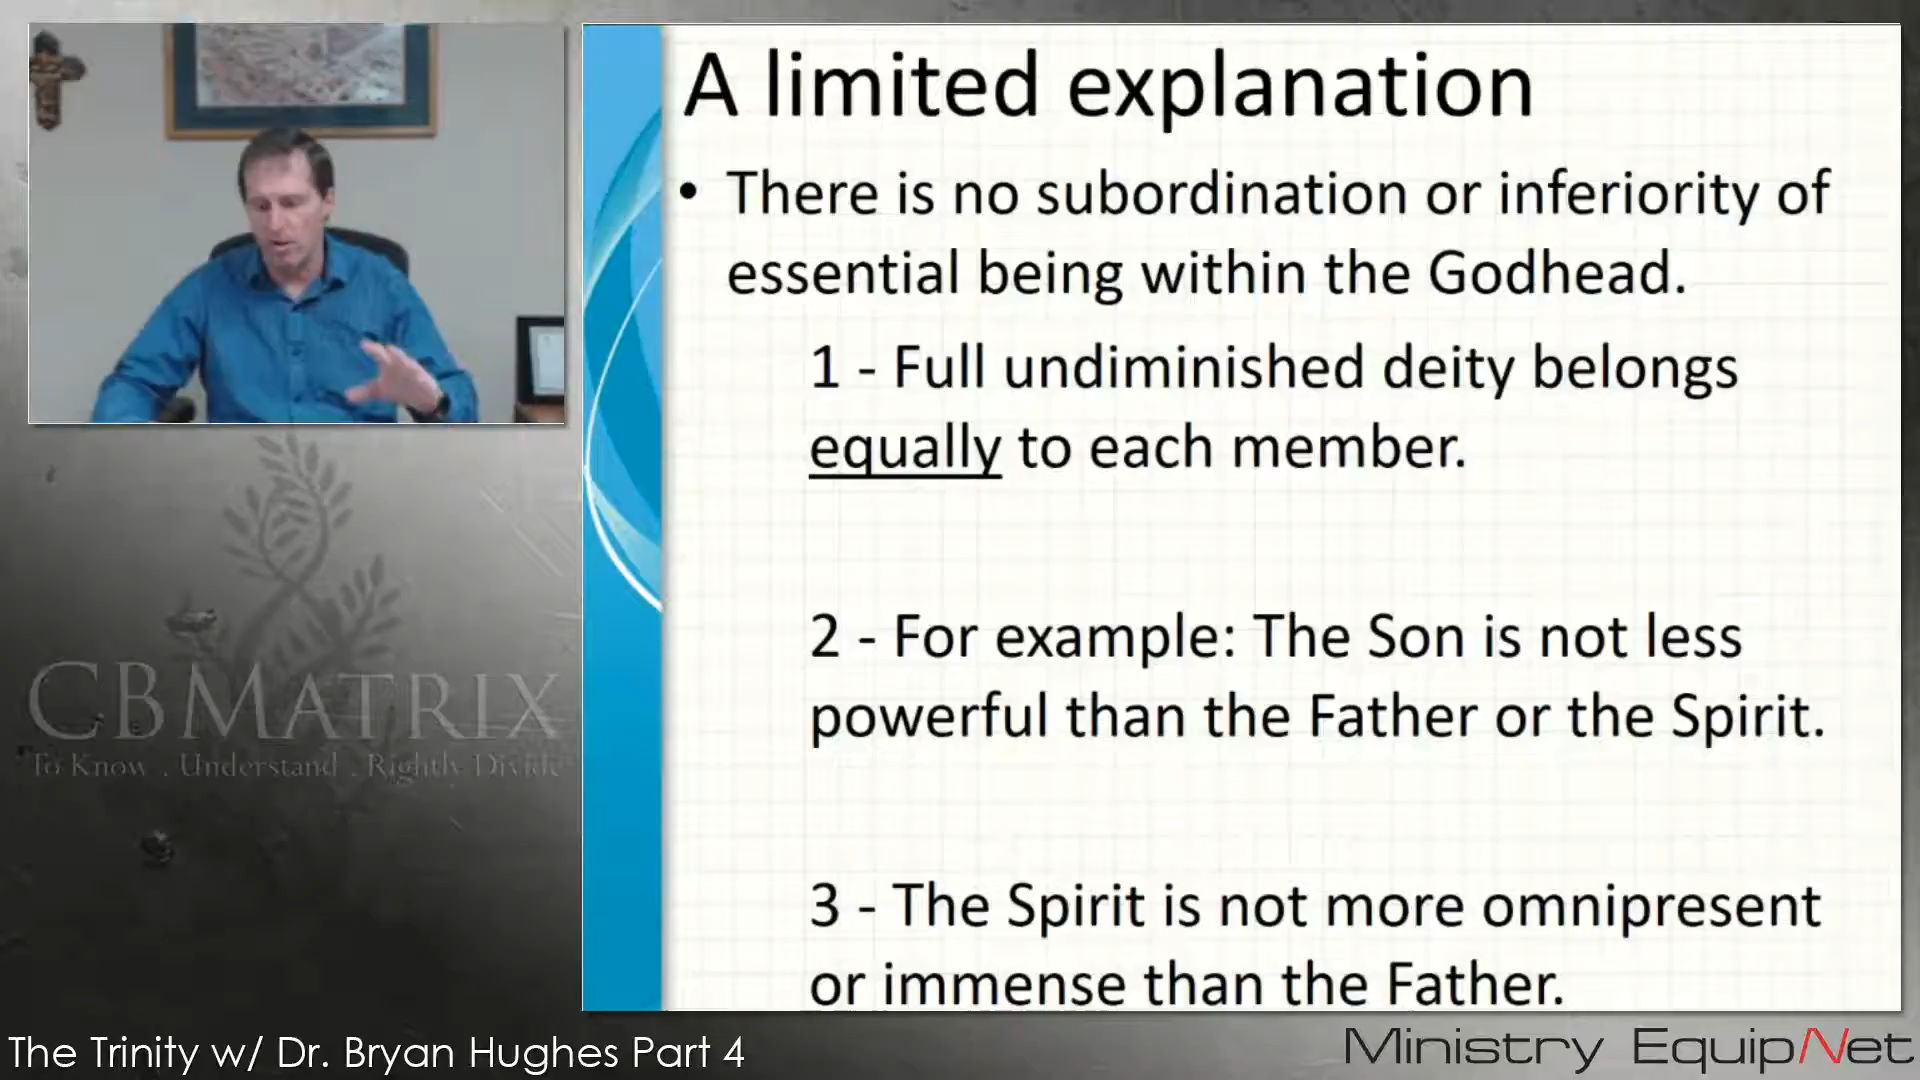 A limited explanation
• There is no subordination or inferiority of
essential being within the Godhead.
1 - Full undiminished deity belongs
equally to each member.
2 - For example: The Son is not less
powerful than the Father or the Spirit.
3 - The Spirit is not more omnipresent
or immense than the Father.
CBMATRIX
To Know . Understand . Rightly Divide
The Trinity w/ Dr. Bryan Hughes Part 4
Ministry EquipNet